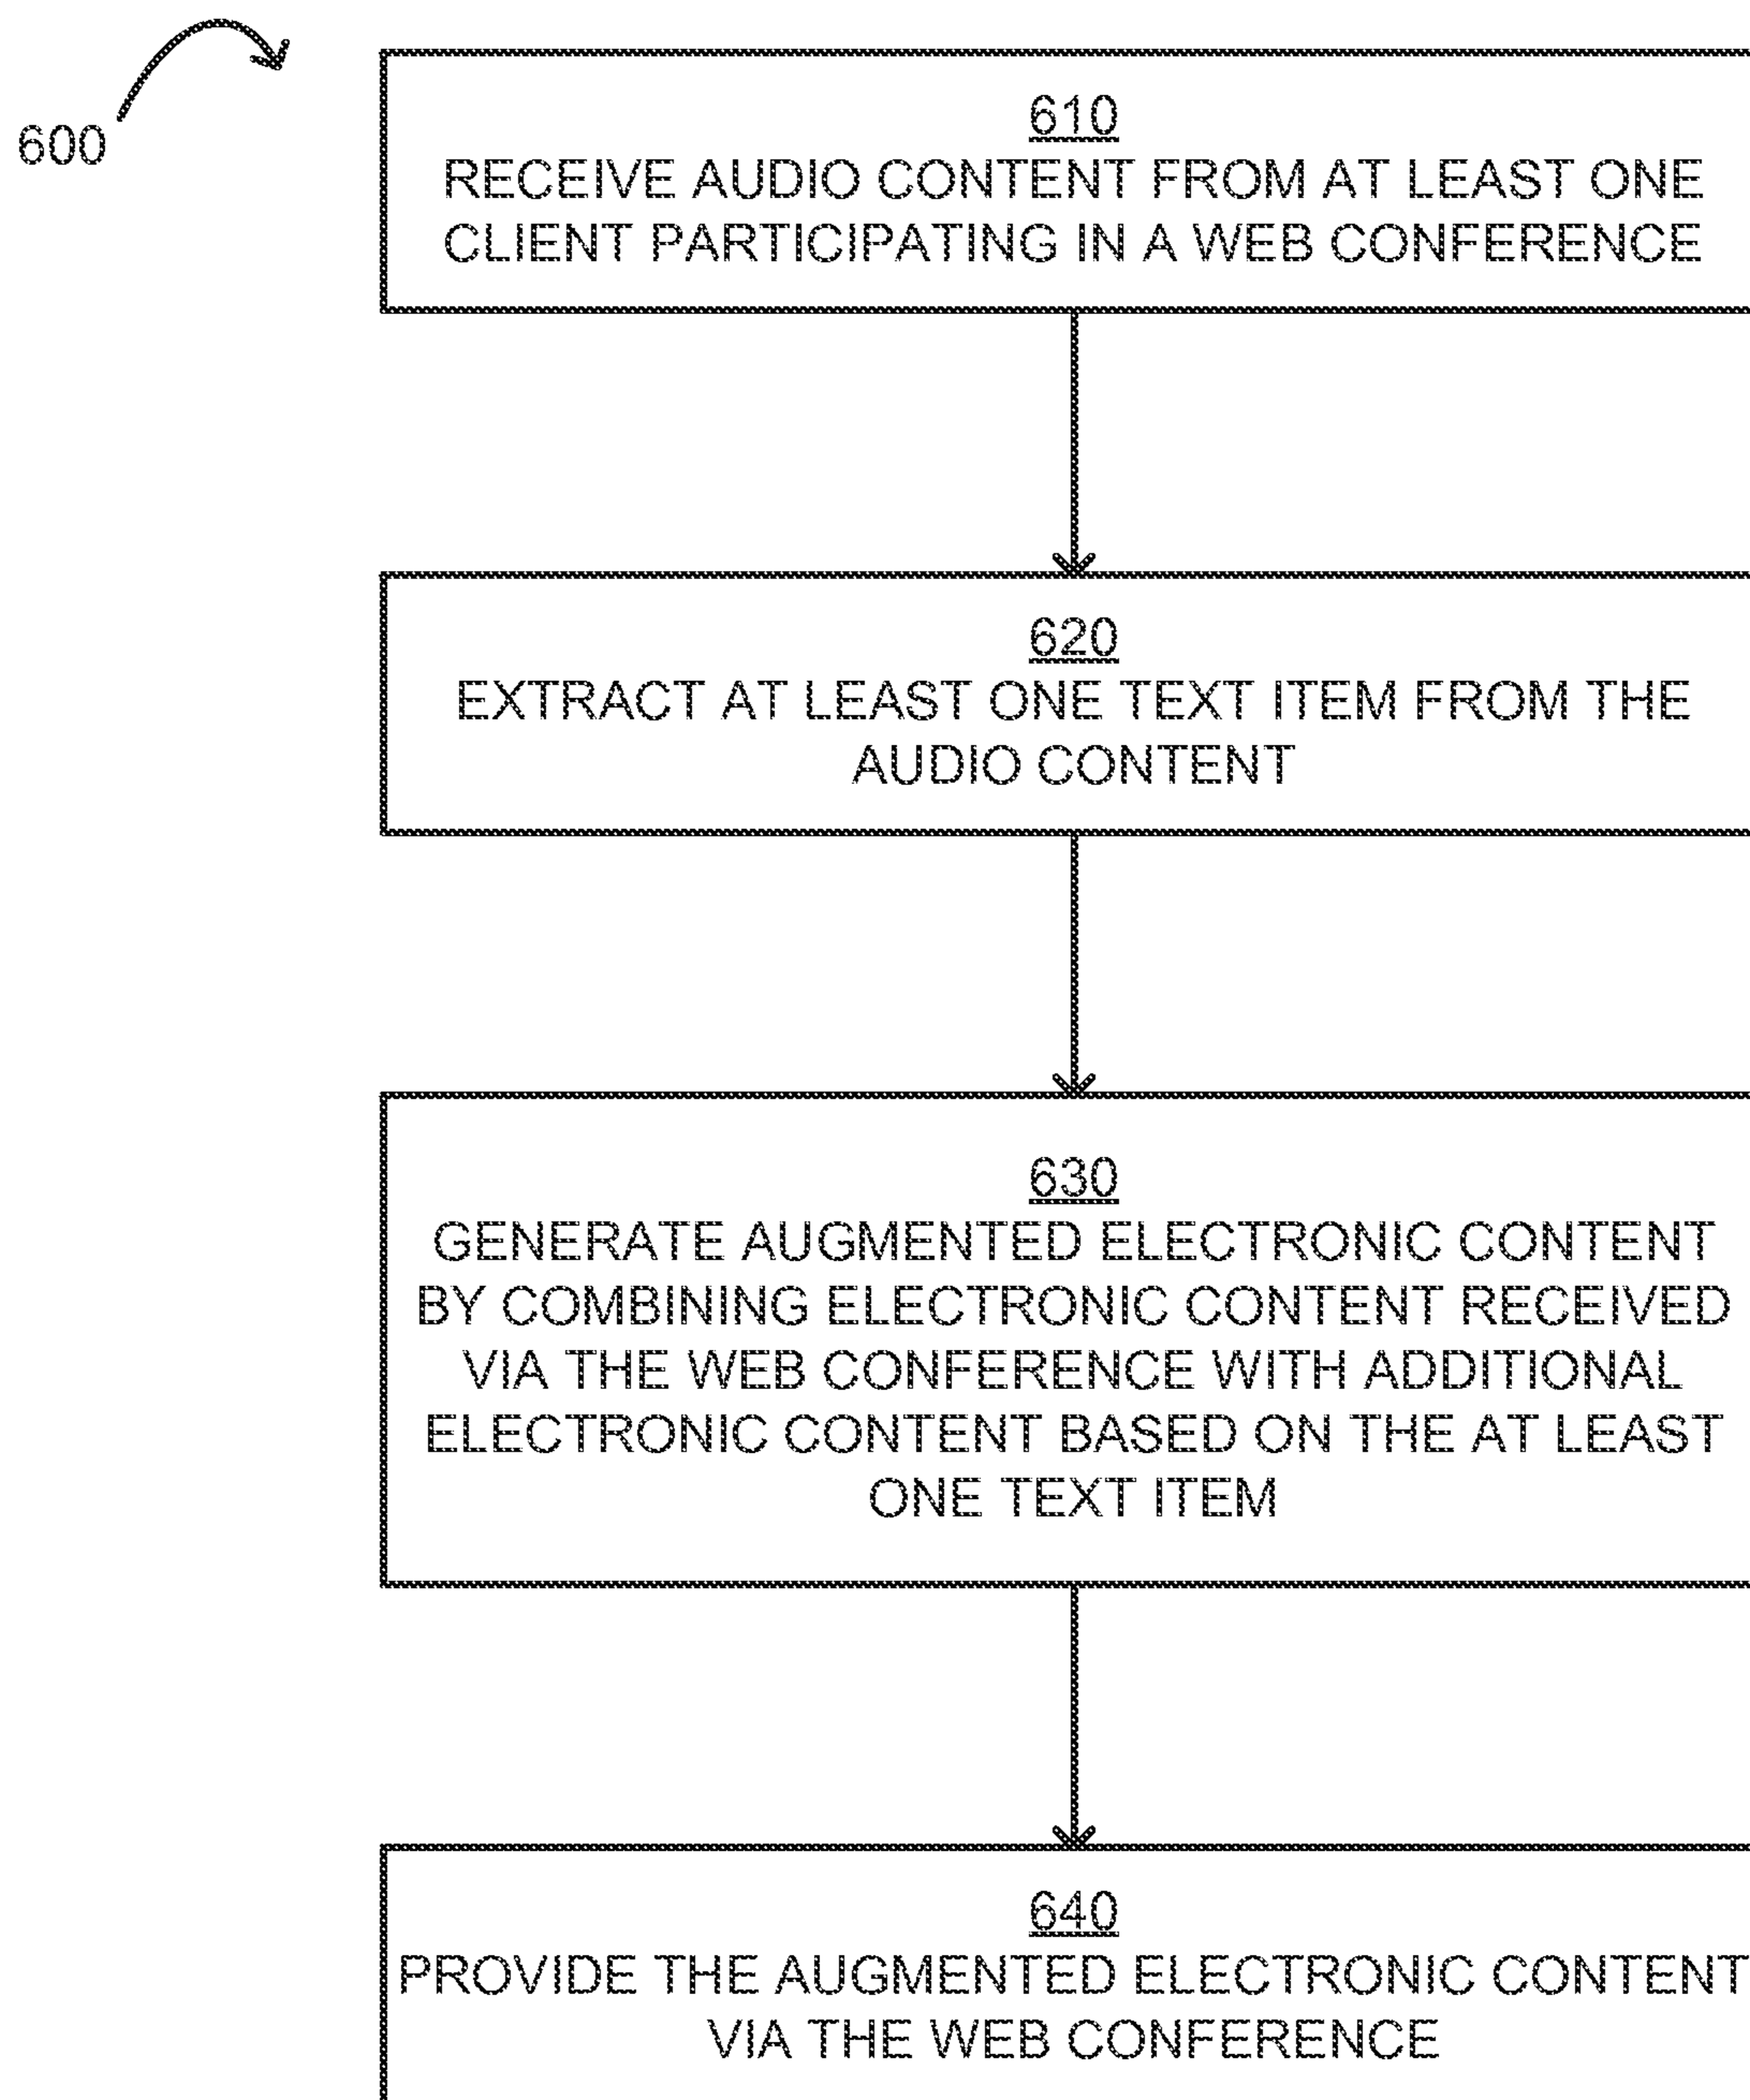 600
610
RECEIVE AUDIO CONTENT FROM AT LEAST ONE
CLIENT PARTICIPATING IN A WEB CONFERENCE
620
EXTRACT AT LEAST ONE TEXT ITEM FROM THE
AUDIO CONTENT
630
GENERATE AUGMENTED ELECTRONIC CONTENT
BY COMBINING ELECTRONIC CONTENT RECEIVED
VIA THE WEB CONFERENCE WITH ADDITIONAL
ELECTRONIC CONTENT BASED ON THE AT LEAST
ONE TEXT ITEM
640
PROVIDE THE AUGMENTED ELECTRONIC CONTENT
VIA THE WEB CONFERENCE